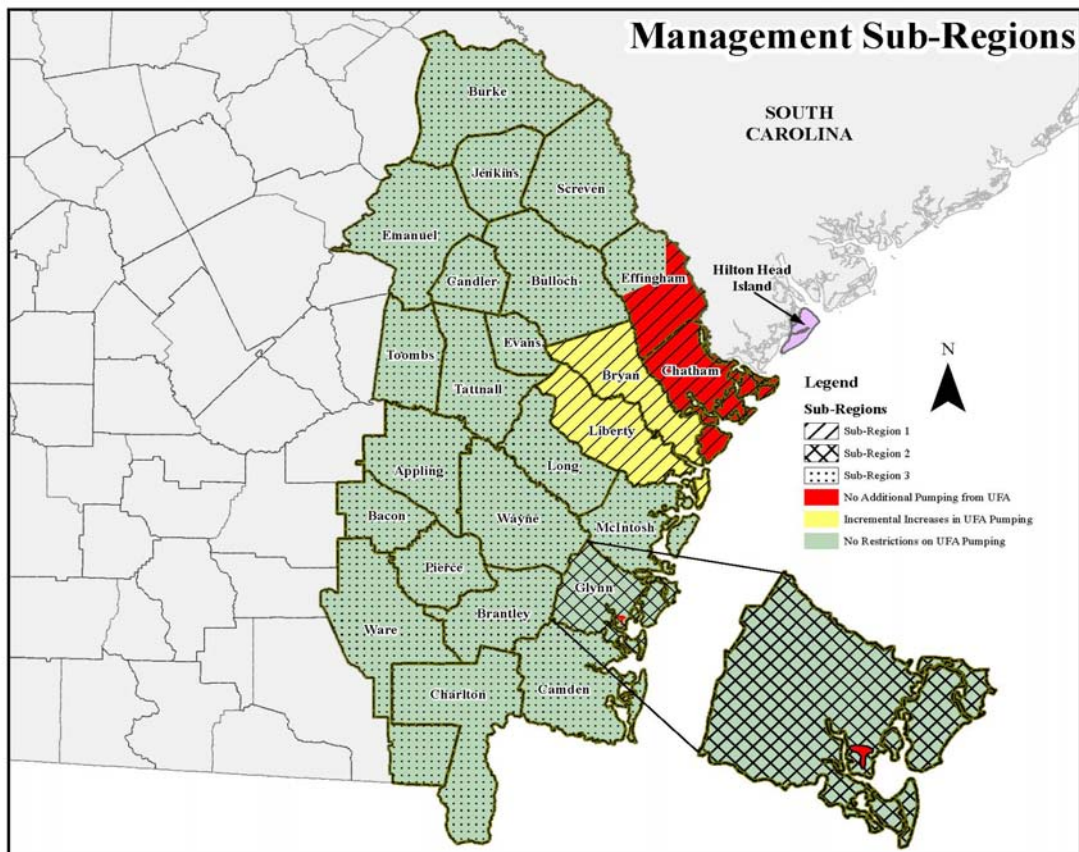 Management Sub-Regions
SOUTH
CAROLINA
Burke
Jenkins
Screven
Emanuel
Candler
Bulloch
Effingham
Hilton Head
Island
Evans
Toombs
Tattnall
Bryan
Chatham
Liberty
N
Long
Appling
Bacon
Wayne
McIntosh
Pierce
Glynn
Brantley
Ware
Charlton
Camden
Legend
Sub-Regions
Sub-Region 1
Sub-Region 2
Sub-Region 3
No Additional Pumping from UFA
Incremental Increases in UFA Pumping
No Restrictions on UFA Pumping